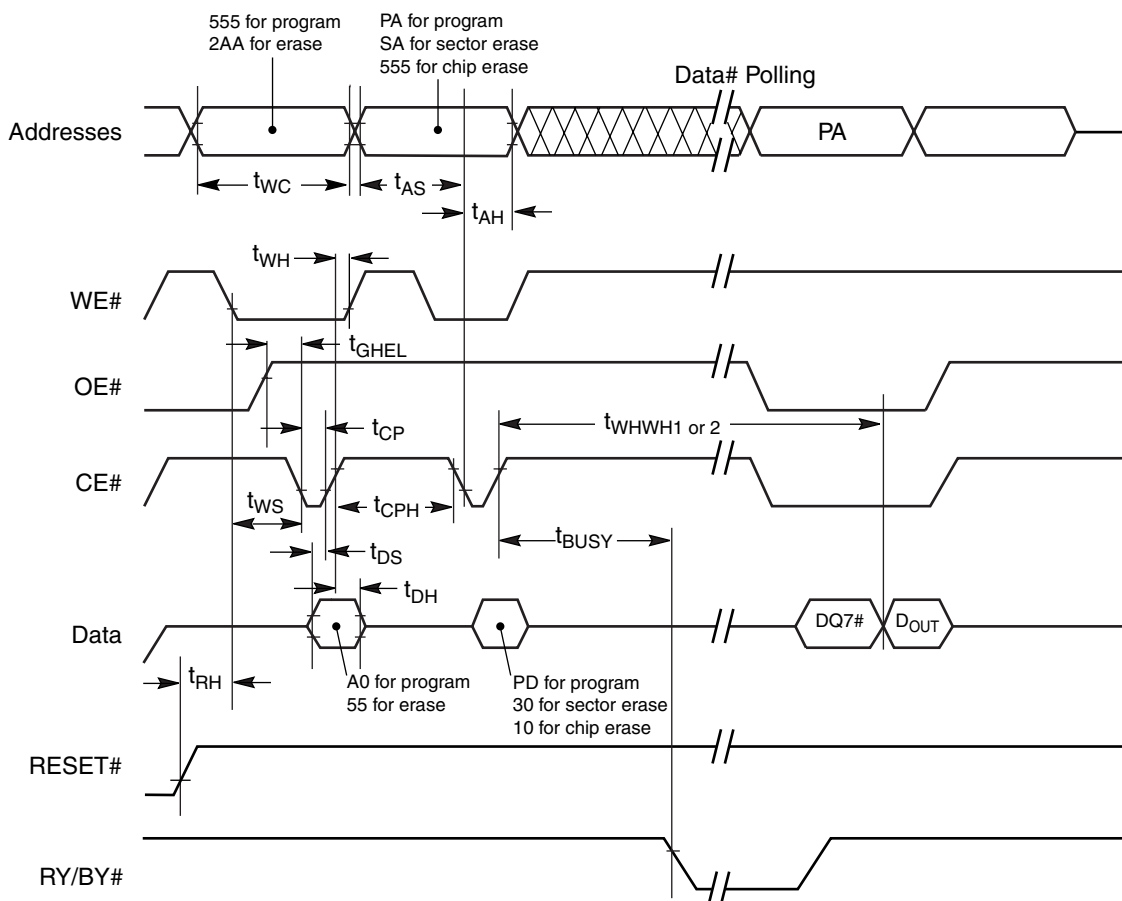 555 for program
2AA for erase
PA for program
SA for sector erase
555 for chip erase
Data# Polling
Addresses
PA
tWC
tAS
tAH
tWH
WE#
tGHEL
OE#
tWHWH1 or 2
tCP
CE#
tWS
tCPH
tBUSY
tDS
tDH
Data
DQ7#
DOUT
tRH
A0 for program
55 for erase
PD for program
30 for sector erase
10 for chip erase
RESET#
RY/BY#